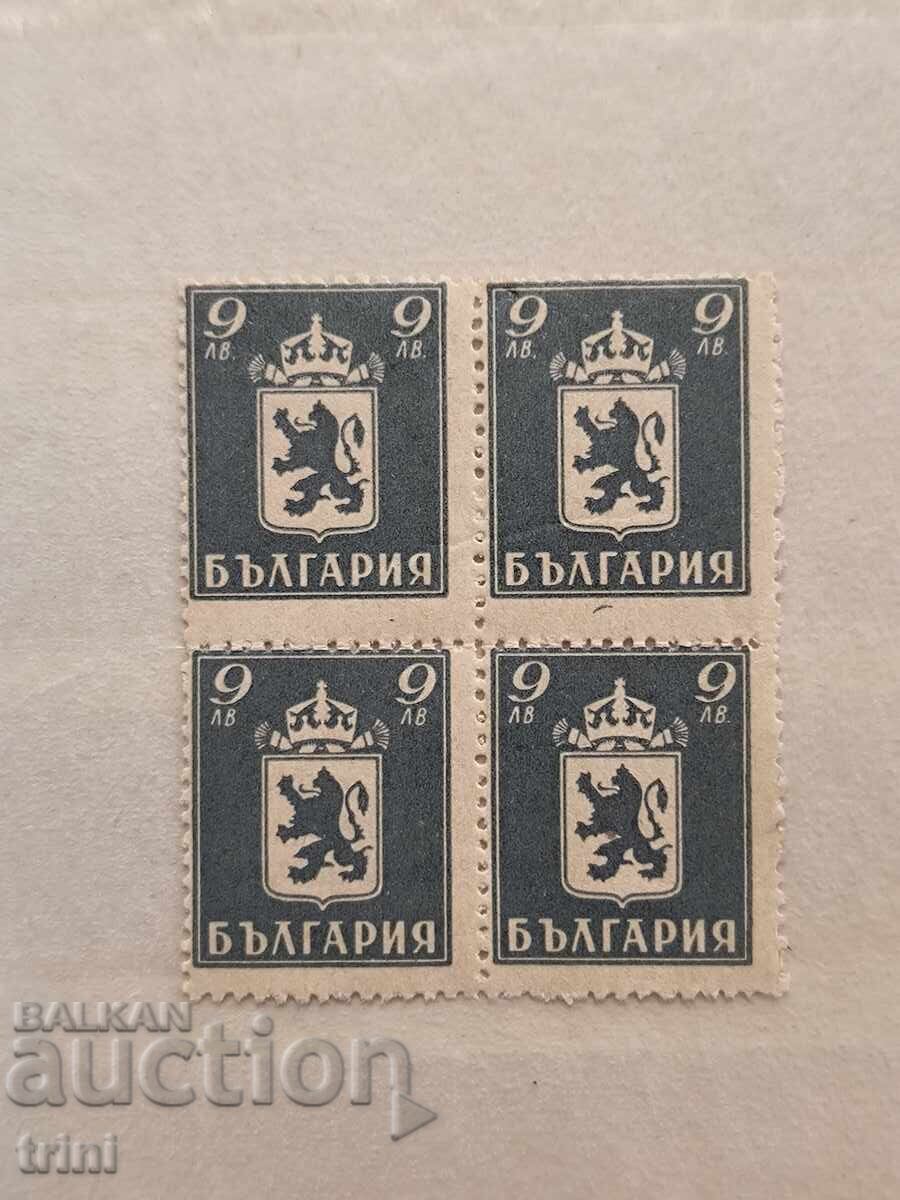 9 9
ЛВ. ЛВ.
БЪЛГАРИЯ
9 9
ЛВ. ЛВ.
БЪЛГАРИЯ
9 9
ЛВ ЛВ
БЪЛГАРИЯ
9 9
ЛВ ЛВ.
БЪЛГАРИЯ
BALKAN
auction
trini